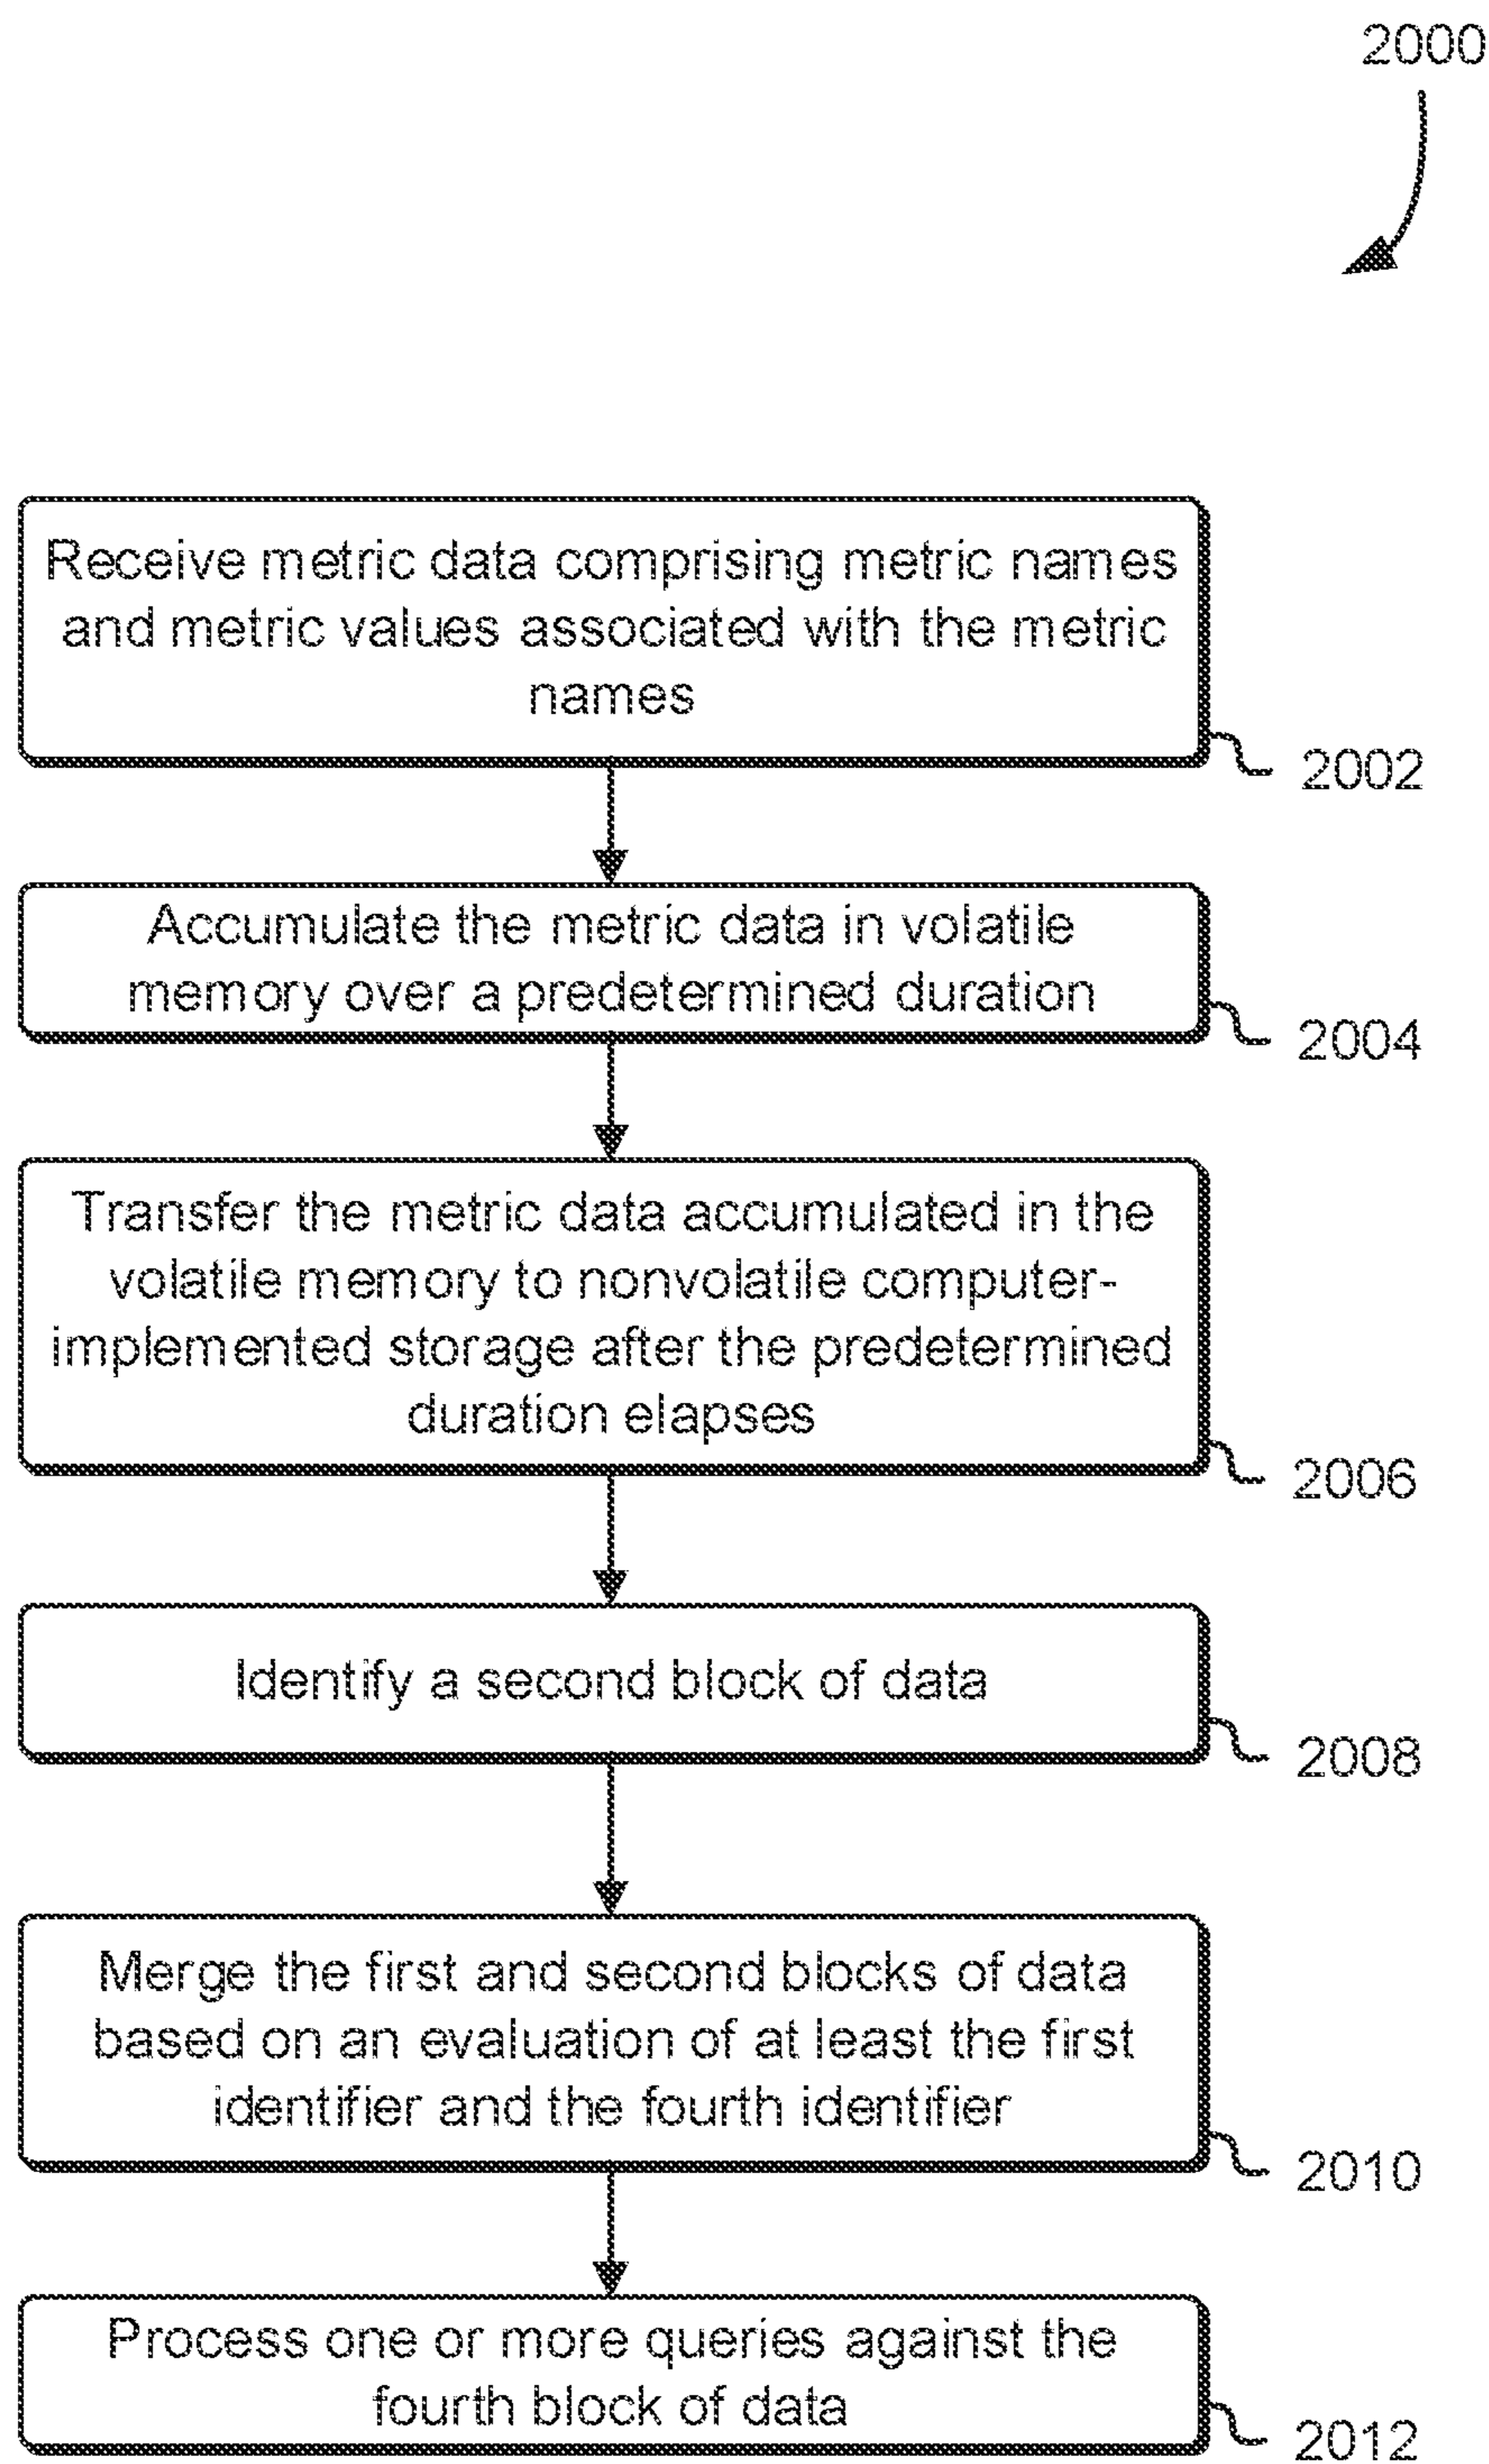 2000
Receive metric data comprising metric names
and metric values associated with the metric
names
2002
Accumulate the metric data in volatile
memory over a predetermined duration
2004
Transfer the metric data accumulated in the
volatile memory to nonvolatile computer-
implemented storage after the predetermined
duration elapses
2006
Identify a second block of data
2008
Merge the first and second blocks of data
based on an evaluation of at least the first
identifier and the fourth identifier
2010
Process one or more queries against the
fourth block of data
2012